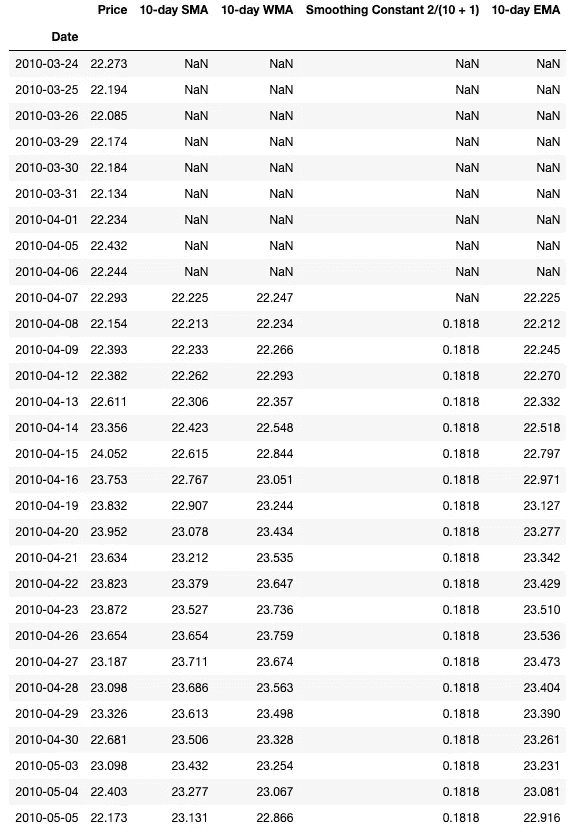 Price 10-day SMA 10-day WMA Smoothing Constant 2/(10 + 1) 10-day EMA
Date
2010-03-24 22.273 NaN NaN NaN NaN
2010-03-25 22.194 NaN NaN NaN NaN
2010-03-26 22.085 NaN NaN NaN NaN
2010-03-29 22.174 NaN NaN NaN NaN
2010-03-30 22.184 NaN NaN NaN NaN
2010-03-31 22.134 NaN NaN NaN NaN
2010-04-01 22.234 NaN NaN NaN NaN
2010-04-05 22.432 NaN NaN NaN NaN
2010-04-06 22.244 NaN NaN NaN NaN
2010-04-07 22.293 22.225 22.247 NaN 22.225
2010-04-08 22.154 22.213 22.234 0.1818 22.212
2010-04-09 22.393 22.233 22.266 0.1818 22.245
2010-04-12 22.382 22.262 22.293 0.1818 22.270
2010-04-13 22.611 22.306 22.357 0.1818 22.332
2010-04-14 23.356 22.423 22.548 0.1818 22.518
2010-04-15 24.052 22.615 22.844 0.1818 22.797
2010-04-16 23.753 22.767 23.051 0.1818 22.971
2010-04-19 23.832 22.907 23.244 0.1818 23.127
2010-04-20 23.952 23.078 23.434 0.1818 23.277
2010-04-21 23.634 23.212 23.535 0.1818 23.342
2010-04-22 23.823 23.379 23.647 0.1818 23.429
2010-04-23 23.872 23.527 23.736 0.1818 23.510
2010-04-26 23.654 23.654 23.759 0.1818 23.536
2010-04-27 23.187 23.711 23.674 0.1818 23.473
2010-04-28 23.098 23.686 23.563 0.1818 23.404
2010-04-29 23.326 23.613 23.498 0.1818 23.390
2010-04-30 22.681 23.506 23.328 0.1818 23.261
2010-05-03 23.098 23.432 23.254 0.1818 23.231
2010-05-04 22.403 23.277 23.067 0.1818 23.081
2010-05-05 22.173 23.131 22.866 0.1818 22.916